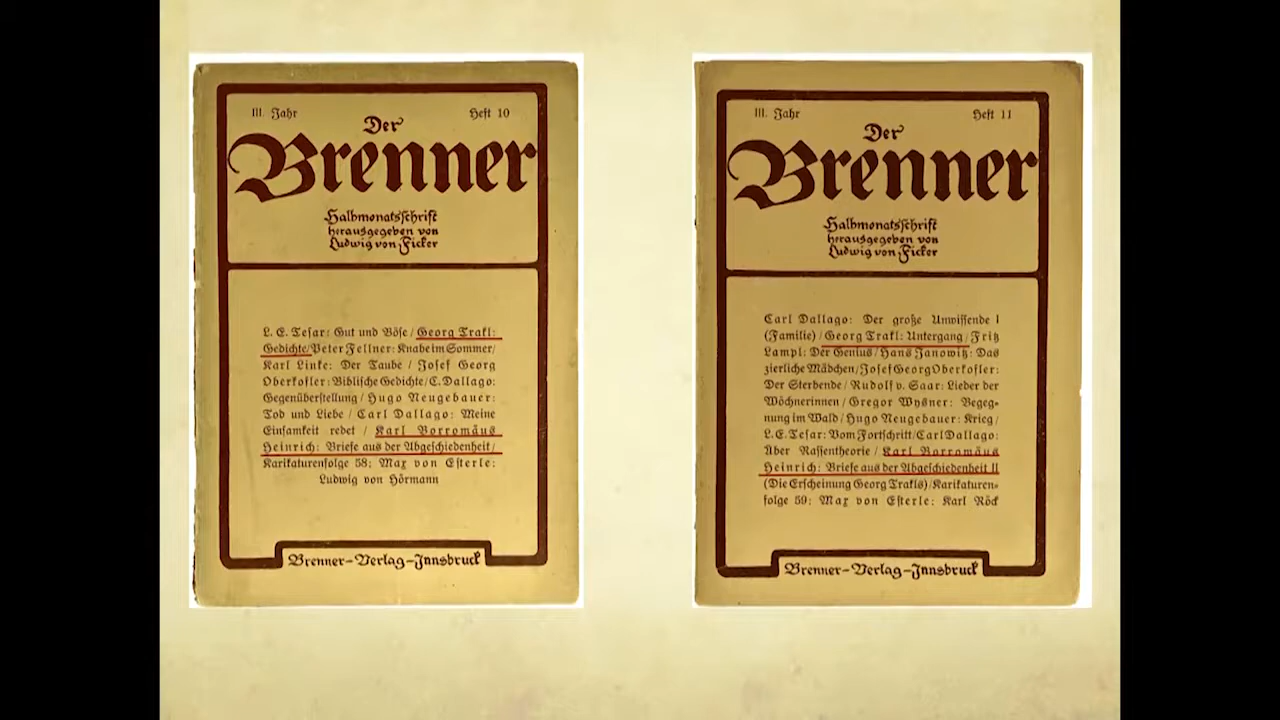 III. Jahr Heft 10
Der
Brenner
Halbmonatsschrift
herausgegeben von
Ludwig von Ficker
L. E. Tesar: Gut und Böse / Georg Trakl:
Gedichte/Peter Fellner: Knabe im Sommer/
Karl Linke: Der Taube / Josef Georg
Oberkofler: Biblische Gedichte/C. Dallago:
Gegenüberstellung / Hugo Neugebauer:
Tod und Liebe / Carl Dallago: Meine
Einsamkeit redet / Karl Borromäus
Heinrich: Briefe aus der Abgeschiedenheit/
Karikaturenfolge 58: Max von Esterle:
Ludwig von Hörmann
Brenner-Verlag-Innsbruck
III. Jahr Heft 11
Der
Brenner
Halbmonatsschrift
herausgegeben von
Ludwig von Ficker
Carl Dallago: Der große Unwissende I
(Familie) / Georg Trakl: Untergang / Fritz
Lampl: Der Genius / Hans Janowitz: Das
zierliche Mädchen/Josef Georg Oberkofler:
Der Sterbende / Rudolf v. Saar: Lieder der
Wöchnerinnen / Gregor Wysner: Begeg-
nung im Wald / Hugo Neugebauer: Krieg /
L. E. Tesar: Vom Fortschritt/Carl Dallago:
Über Rassentheorie / Karl Borromäus
Heinrich: Briefe aus der Abgeschiedenheit II
(Die Erscheinung Georg Trakls) / Karikaturen-
folge 59: Max von Esterle: Karl Röck
Brenner-Verlag-Innsbruck